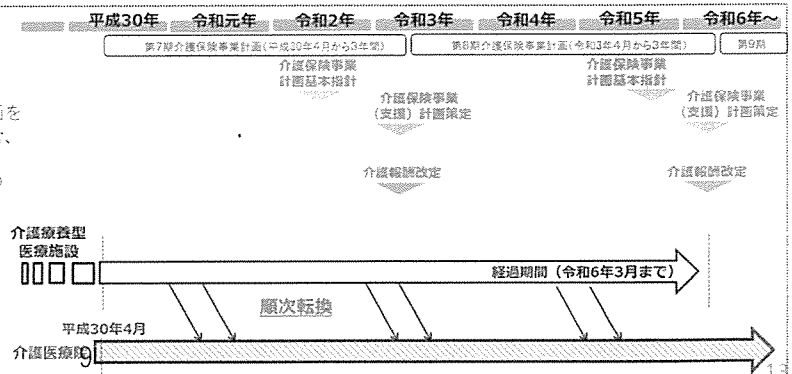 平成30年 令和元年 令和2年 令和3年 令和4年 令和5年 令和6年～
第7期介護保険事業計画(平成30年4月から3年間) 第8期介護保険事業計画(令和3年4月から3年間) 第9期
介護保険事業
計画基本指針
介護保険事業
計画基本指針
介護保険事業
(支援)計画策定
介護保険事業
(支援)計画策定
を
、
介護報酬改定
介護報酬改定
介護療養型
医療施設
経過期間（令和6年3月まで）
順次転換
平成30年4月
介護医療院
9
13